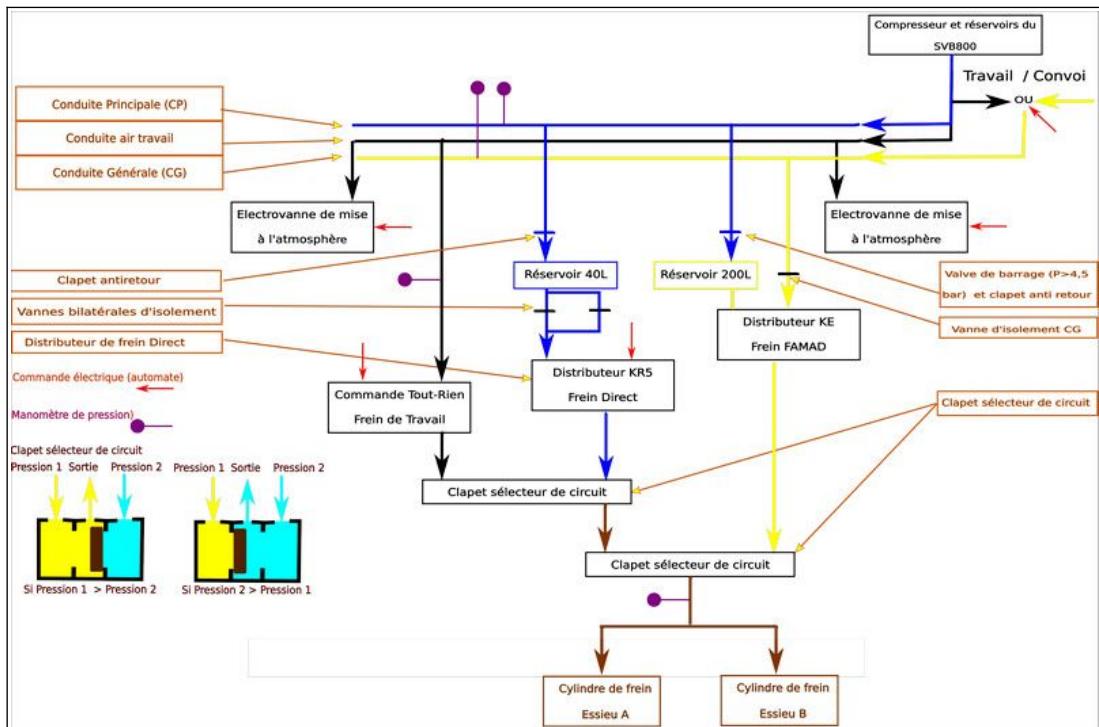 Compresseur et réservoirs du
SVB800
Travail / Convoi
OU
Conduite Principale (CP)
Conduite air travail
Conduite Générale (CG)
Electrovanne de mise
à l'atmosphère
Electrovanne de mise
à l'atmosphère
Clapet antiretour
Réservoir 40L
Réservoir 200L
Valve de barrage (P>4,5
bar) et clapet anti retour
Vannes bilatérales d'isolement
Distributeur KE
Frein FAMAD
Vanne d'isolement CG
Distributeur de frein Direct
Distributeur KR5
Frein Direct
Commande électrique (automate)
Commande Tout-Rien
Frein de Travail
Clapet sélecteur de circuit
Manomètre de pression)
Clapet sélecteur de circuit
Pression 1 Sortie Pression 2
Pression 1 Sortie Pression 2
Clapet sélecteur de circuit
Clapet sélecteur de circuit
Si Pression 1 > Pression 2
Si Pression 2 > Pression 1
Cylindre de frein
Essieu A
Cylindre de frein
Essieu B